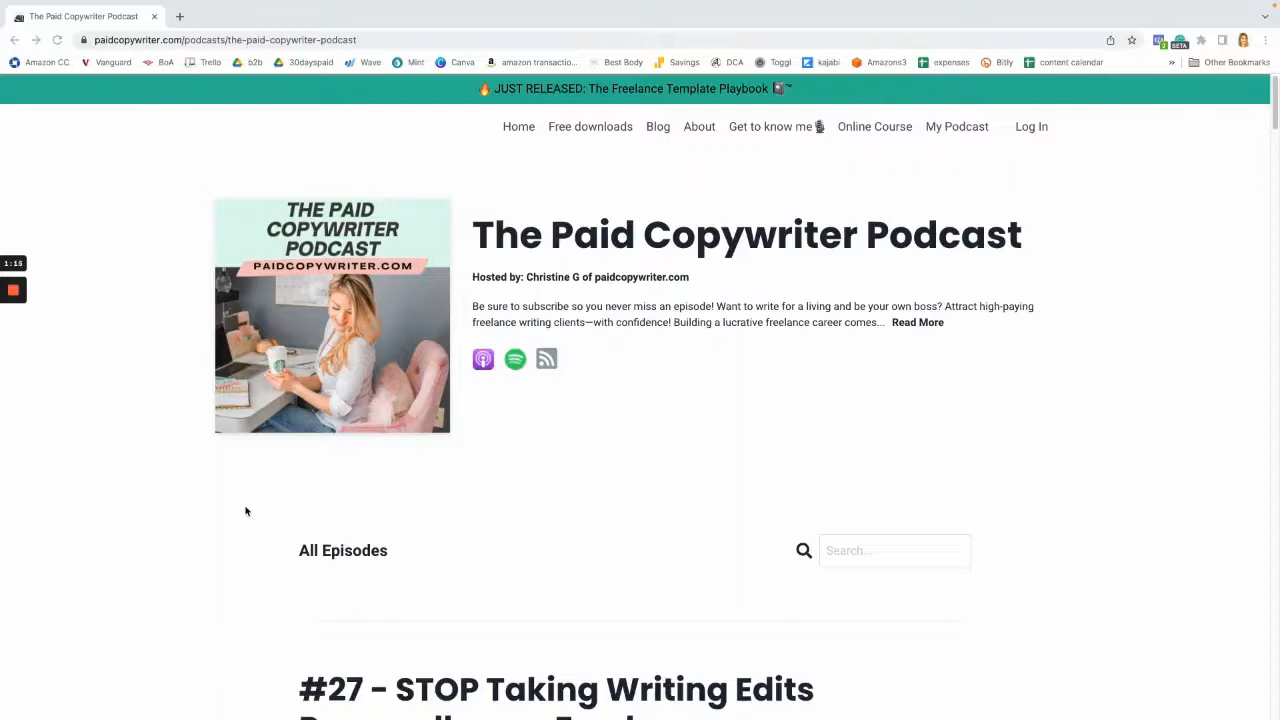 The Paid Copywriter Podcast
paidcopywriter.com/podcasts/the-paid-copywriter-podcast
2 BETA
Amazon CC Vanguard BoA Trello b2b 30dayspaid Wave Mint Canva amazon transactio... Best Body Savings DCA Toggl kajabi Amazons3 expenses Bitly content calendar » Other Bookmarks
🔥 JUST RELEASED: The Freelance Template Playbook 📓™
Home Free downloads Blog About Get to know me🎙️ Online Course My Podcast Log In
THE PAID
COPYWRITER
PODCAST
PAIDCOPYWRITER.COM
The Paid Copywriter Podcast
Hosted by: Christine G of paidcopywriter.com
Be sure to subscribe so you never miss an episode! Want to write for a living and be your own boss? Attract high-paying
freelance writing clients—with confidence! Building a lucrative freelance career comes... Read More
1:15
All Episodes
Search...
#27 - STOP Taking Writing Edits